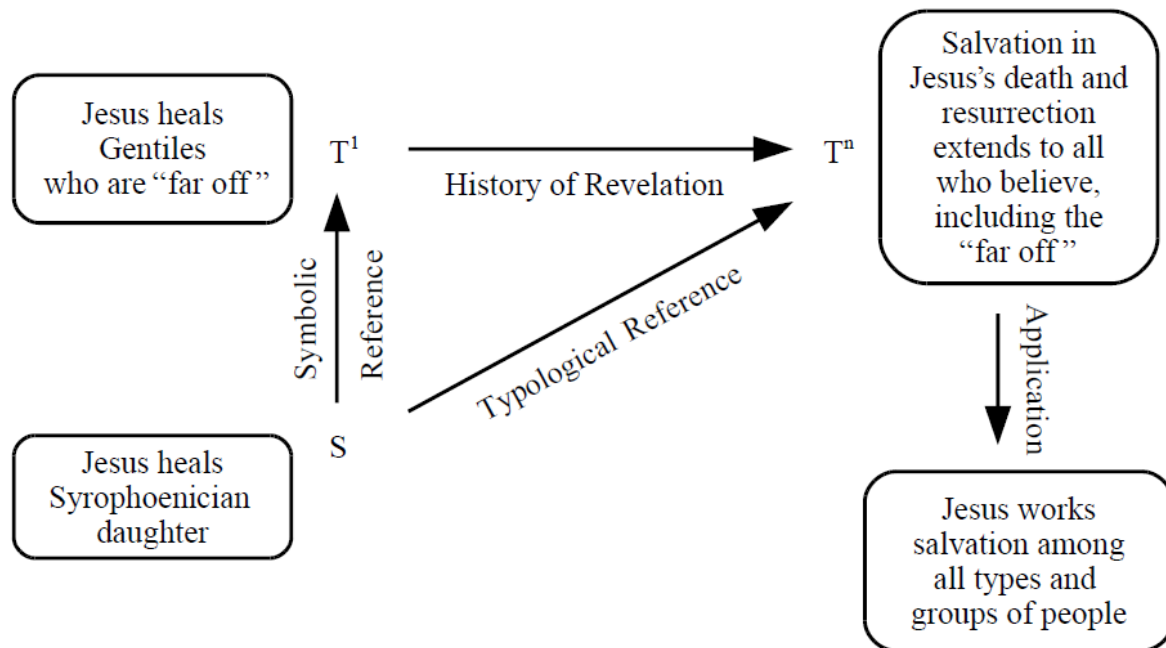 Jesus heals
Gentiles
who are “far off”
T¹
History of Revelation
Tⁿ
Salvation in
Jesus’s death and
resurrection
extends to all
who believe,
including the
“far off”
Symbolic
Reference
Typological Reference
Application
S
Jesus heals
Syrophoenician
daughter
Jesus works
salvation among
all types and
groups of people